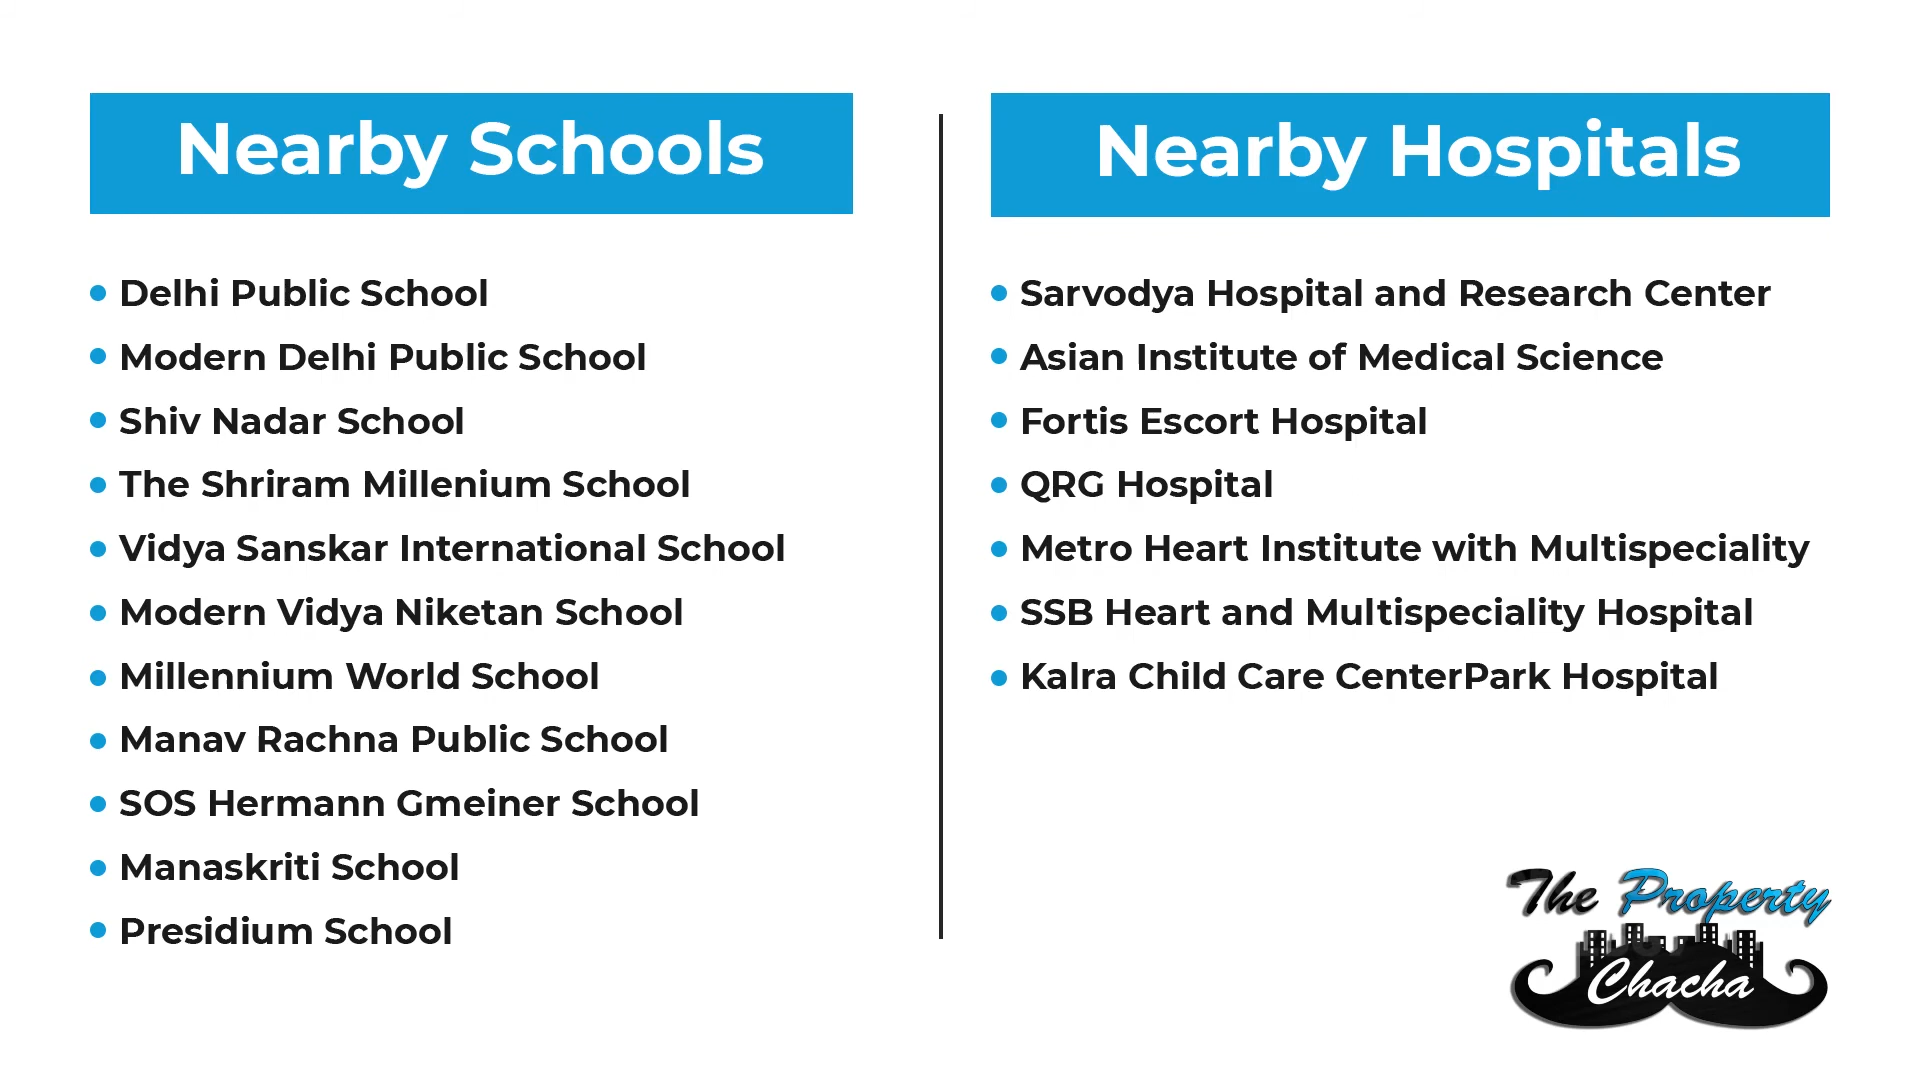 Nearby Schools
Delhi Public School
Modern Delhi Public School
Shiv Nadar School
The Shriram Millenium School
Vidya Sanskar International School
Modern Vidya Niketan School
Millennium World School
Manav Rachna Public School
SOS Hermann Gmeiner School
Manaskriti School
Presidium School
Nearby Hospitals
Sarvodya Hospital and Research Center
Asian Institute of Medical Science
Fortis Escort Hospital
QRG Hospital
Metro Heart Institute with Multispeciality
SSB Heart and Multispeciality Hospital
Kalra Child Care CenterPark Hospital
The Property
Chacha